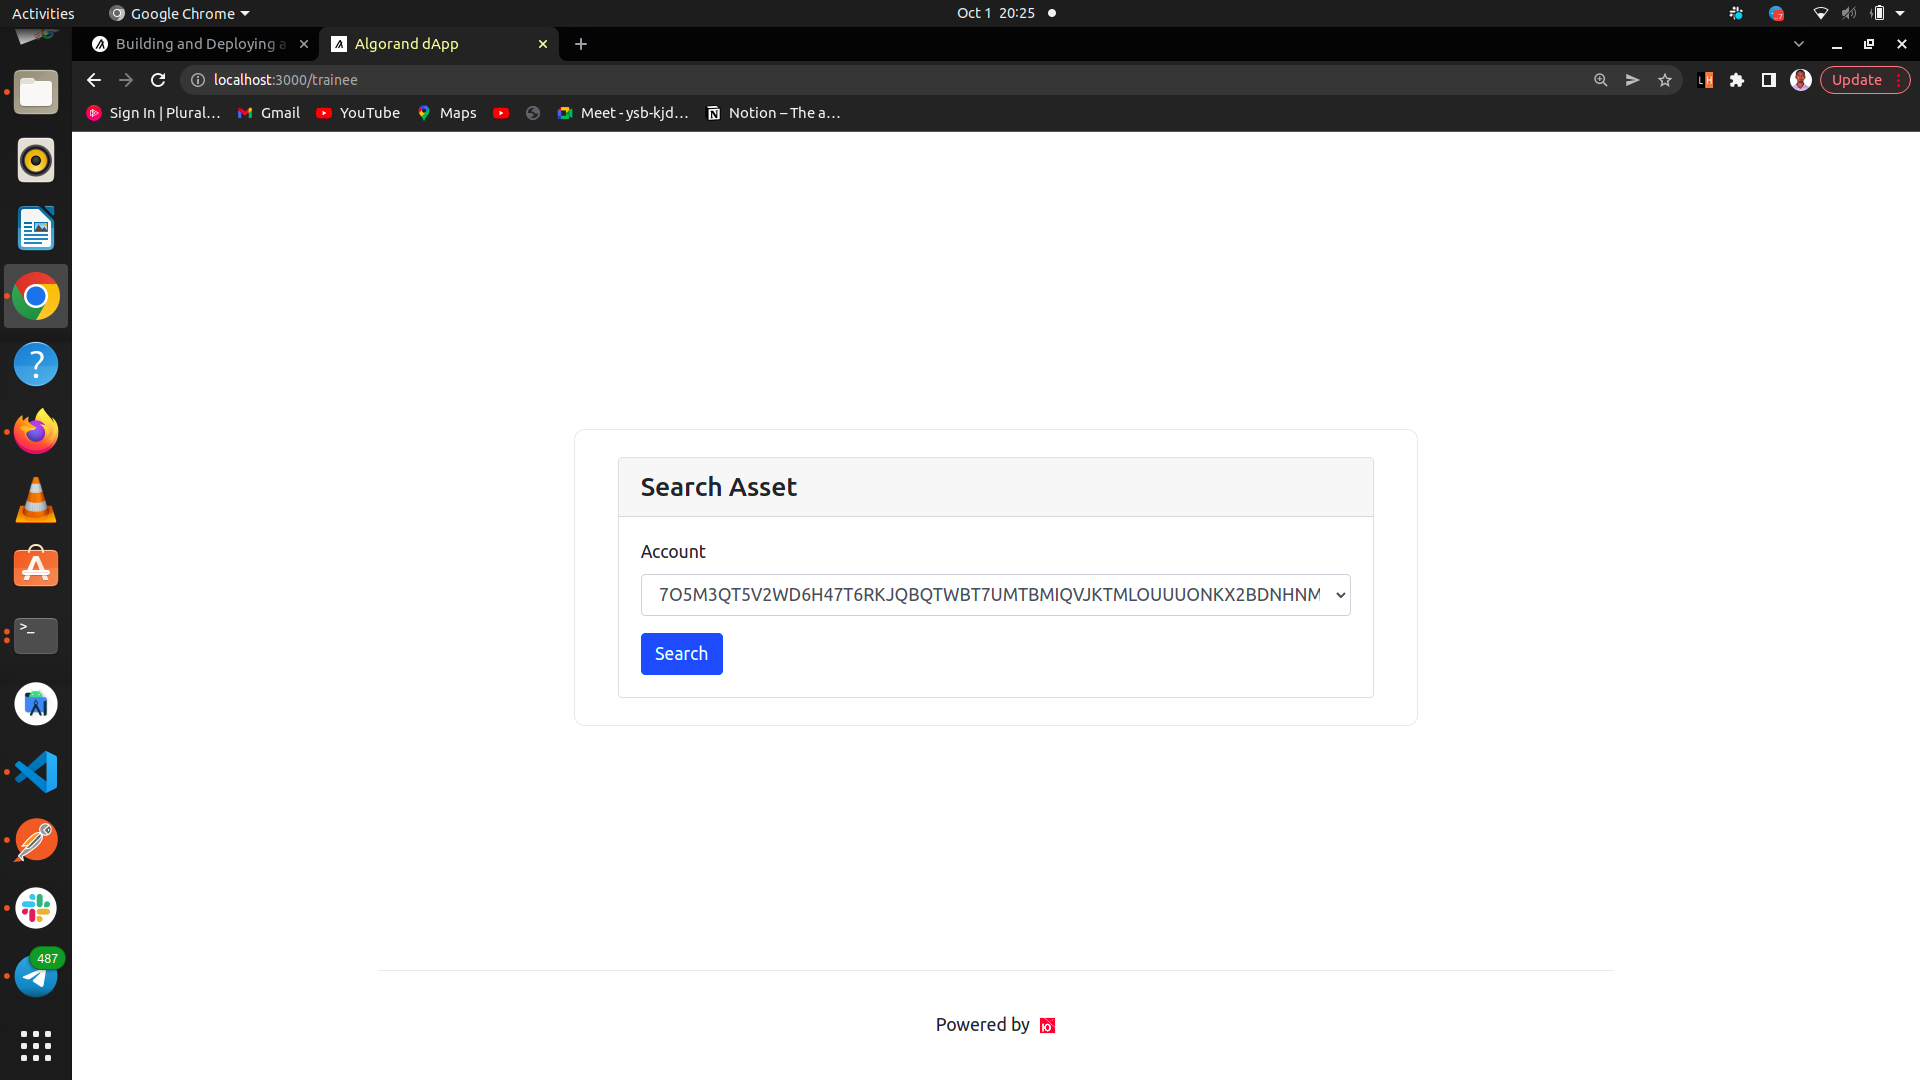 Activities
Google Chrome
Oct 1 20:25
7
Building and Deploying a
Algorand dApp
localhost:3000/trainee
L H
Update
Sign In | Plural…
Gmail
YouTube
Maps
Meet - ysb-kjd…
Notion – The a…
Search Asset
Account
7O5M3QT5V2WD6H47T6RKJQBQTWBT7UMTBMIQVJKTMLOUUUONKX2BDNHNM
Search
487
Powered by